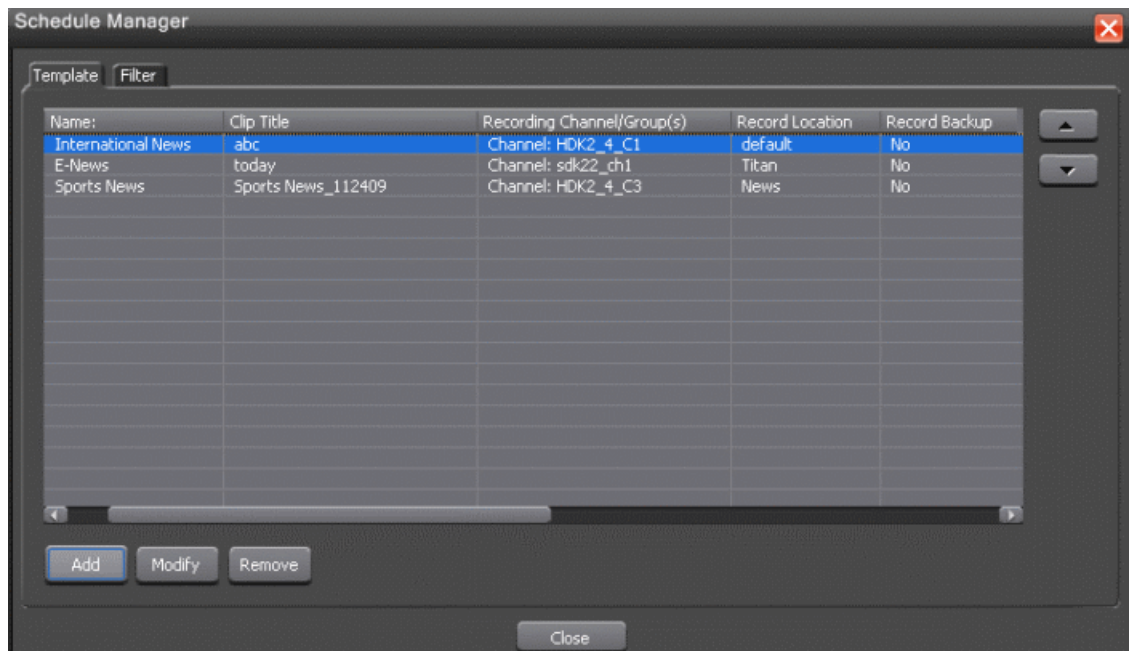 Schedule Manager
Template Filter
Name: Clip Title Recording Channel/Group(s) Record Location Record Backup
International News abc Channel: HDK2_4_C1 default No
E-News today Channel: sdk22_ch1 Titan No
Sports News Sports News_112409 Channel: HDK2_4_C3 News No
Add Modify Remove
Close